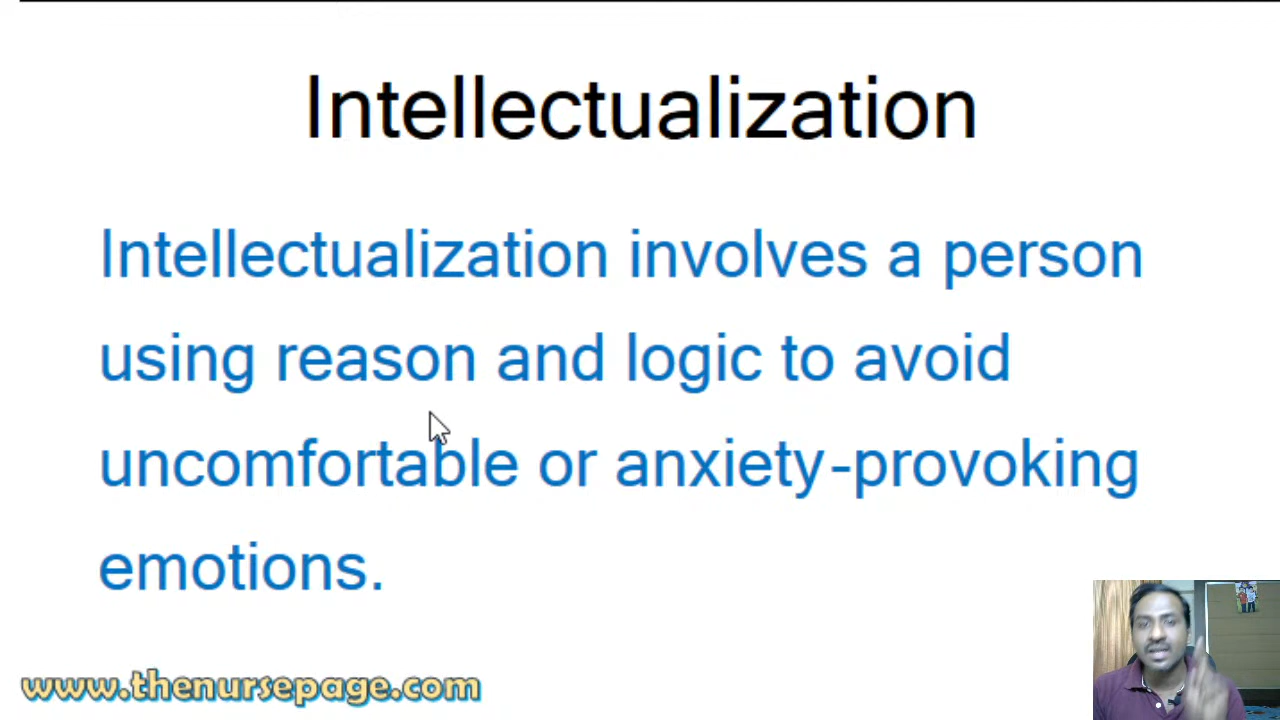 Intellectualization
Intellectualization involves a person
using reason and logic to avoid
uncomfortable or anxiety-provoking
emotions.
www.thenursepage.com